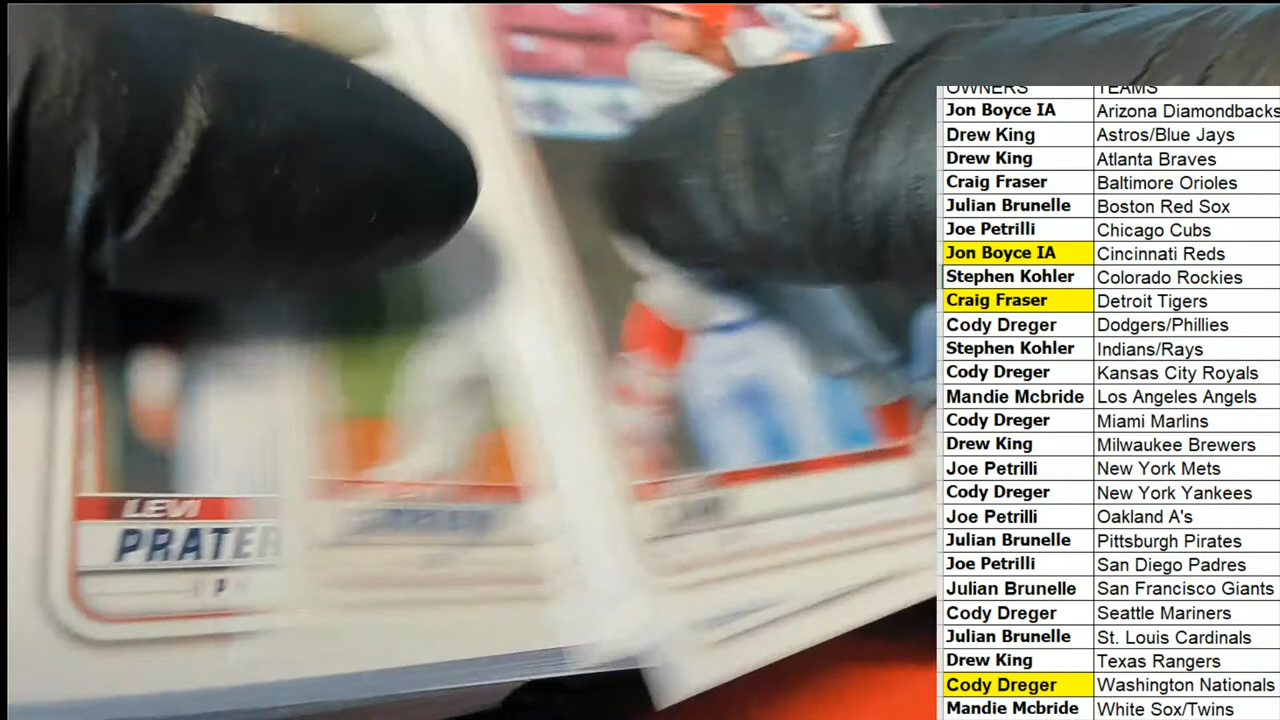 OWNERS TEAMS
Jon Boyce IA Arizona Diamondbacks
Drew King Astros/Blue Jays
Drew King Atlanta Braves
Craig Fraser Baltimore Orioles
Julian Brunelle Boston Red Sox
Joe Petrilli Chicago Cubs
Jon Boyce IA Cincinnati Reds
Stephen Kohler Colorado Rockies
Craig Fraser Detroit Tigers
Cody Dreger Dodgers/Phillies
Stephen Kohler Indians/Rays
Cody Dreger Kansas City Royals
Mandie Mcbride Los Angeles Angels
Cody Dreger Miami Marlins
Drew King Milwaukee Brewers
Joe Petrilli New York Mets
Cody Dreger New York Yankees
Joe Petrilli Oakland A's
Julian Brunelle Pittsburgh Pirates
Joe Petrilli San Diego Padres
Julian Brunelle San Francisco Giants
Cody Dreger Seattle Mariners
Julian Brunelle St. Louis Cardinals
Drew King Texas Rangers
Cody Dreger Washington Nationals
Mandie Mcbride White Sox/Twins
LEVI
PRATER
P